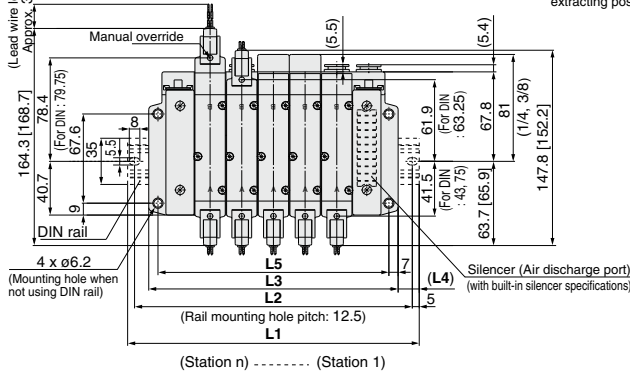 extracting pos
(Lead wire l
Approx. 3
Manual override
(5.5)
(5.4)
164.3 [168.7]
78.4
(For DIN : 79.75)
67.6
8
35
5.5
40.7
9
61.9
(For DIN
: 63.25)
67.8
81
(1/4, 3/8)
147.8 [152.2]
41.5
(For DIN
: 43,75)
63.7 [65.9]
DIN rail
4 x ø6.2
(Mounting hole when
not using DIN rail)
L5
7
L3
(L4)
L2
5
(Rail mounting hole pitch: 12.5)
L1
Silencer (Air discharge port)
(with built-in silencer specifications)
(Station n) -------- (Station 1)